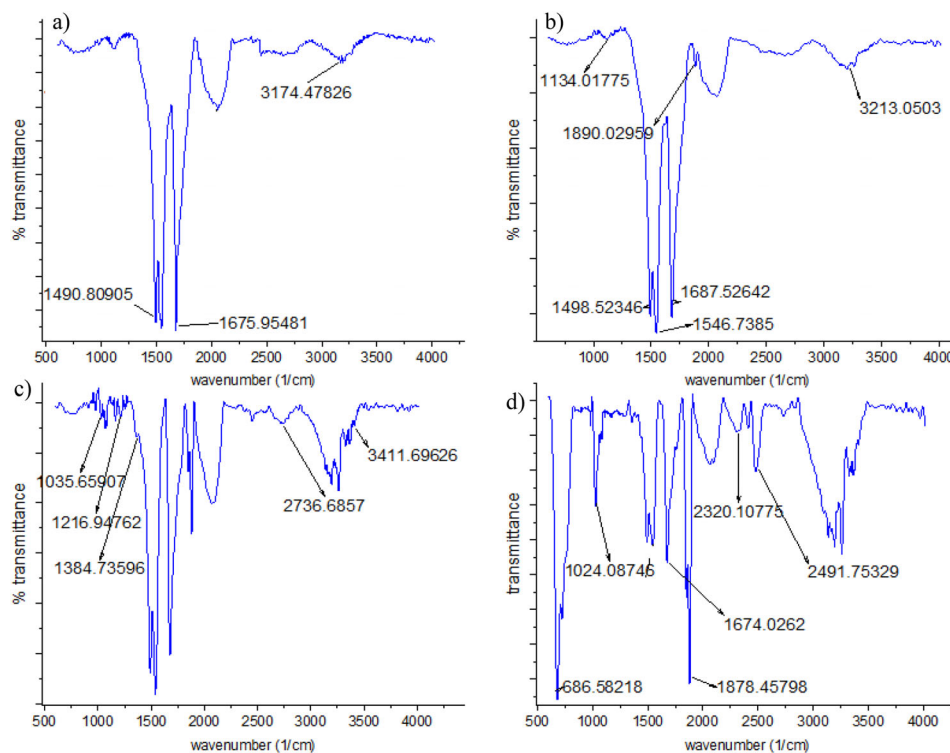 a)
% transmittance
3174.47826
1490.80905
1675.95481
500 1000 1500 2000 2500 3000 3500 4000
wavenumber (1/cm)
b)
% transmittance
1134.01775
1890.02959
3213.0503
1498.52346
1687.52642
1546.7385
1000 1500 2000 2500 3000 3500 4000
wavenumber (1/cm)
c)
% transmittance
1035.65907
1216.94762
1384.73596
2736.6857
3411.69626
500 1000 1500 2000 2500 3000 3500 4000
wavenumber (1/cm)
d)
transmittance
1024.08745
2320.10775
2491.75329
1674.0262
686.58218
1878.45798
500 1000 1500 2000 2500 3000 3500 4000
wavenumber (1/cm)